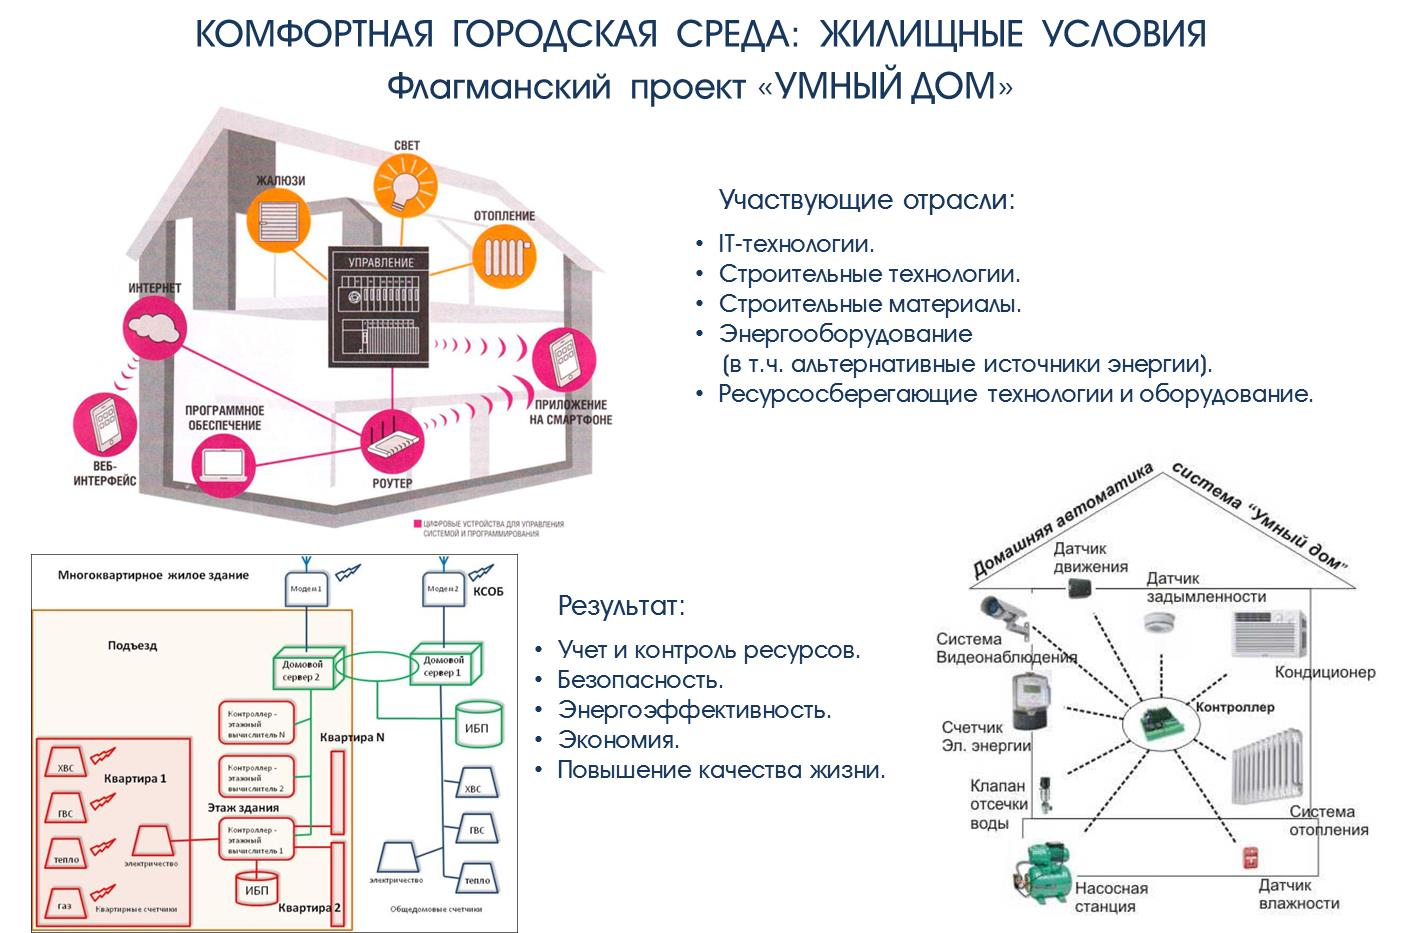 КОМФОРТНАЯ ГОРОДСКАЯ СРЕДА: ЖИЛИЩНЫЕ УСЛОВИЯ
Флагманский проект «УМНЫЙ ДОМ»
СВЕТ
ЖАЛЮЗИ
ОТОПЛЕНИЕ
УПРАВЛЕНИЕ
ИНТЕРНЕТ
ПРОГРАММНОЕ
ОБЕСПЕЧЕНИЕ
ПРИЛОЖЕНИЕ
НА СМАРТФОНЕ
ВЕБ-
ИНТЕРФЕЙС
РОУТЕР
ЦИФРОВЫЕ УСТРОЙСТВА ДЛЯ УПРАВЛЕНИЯ
СИСТЕМОЙ И ПРОГРАММИРОВАНИЯ
Участвующие отрасли:
• IT-технологии.
• Строительные технологии.
• Строительные материалы.
• Энергооборудование
(в т.ч. альтернативные источники энергии).
• Ресурсосберегающие технологии и оборудование.
Многоквартирное жилое здание
Модем1
Модем2
КСОБ
Подъезд
Домовой
сервер 2
Домовой
сервер 1
Контроллер -
этажный
вычислитель N
ИБП
Квартира N
ХВС
Квартира 1
Контроллер -
этажный
вычислитель 2
ХВС
ГВС
Этаж здания
Контроллер -
этажный
вычислитель 1
ГВС
тепло
электричество
электричество
тепло
ИБП
газ
Квартирные счетчики
Квартира 2
Общедомовые счетчики
Результат:
• Учет и контроль ресурсов.
• Безопасность.
• Энергоэффективность.
• Экономия.
• Повышение качества жизни.
Домашняя автоматика
система "Умный дом"
Датчик
движения
Датчик
задымленности
Система
Видеонаблюдения
Кондиционер
Контроллер
Счетчик
Эл. энергии
Клапан
отсечки
воды
Система
отопления
Насосная
станция
Датчик
влажности